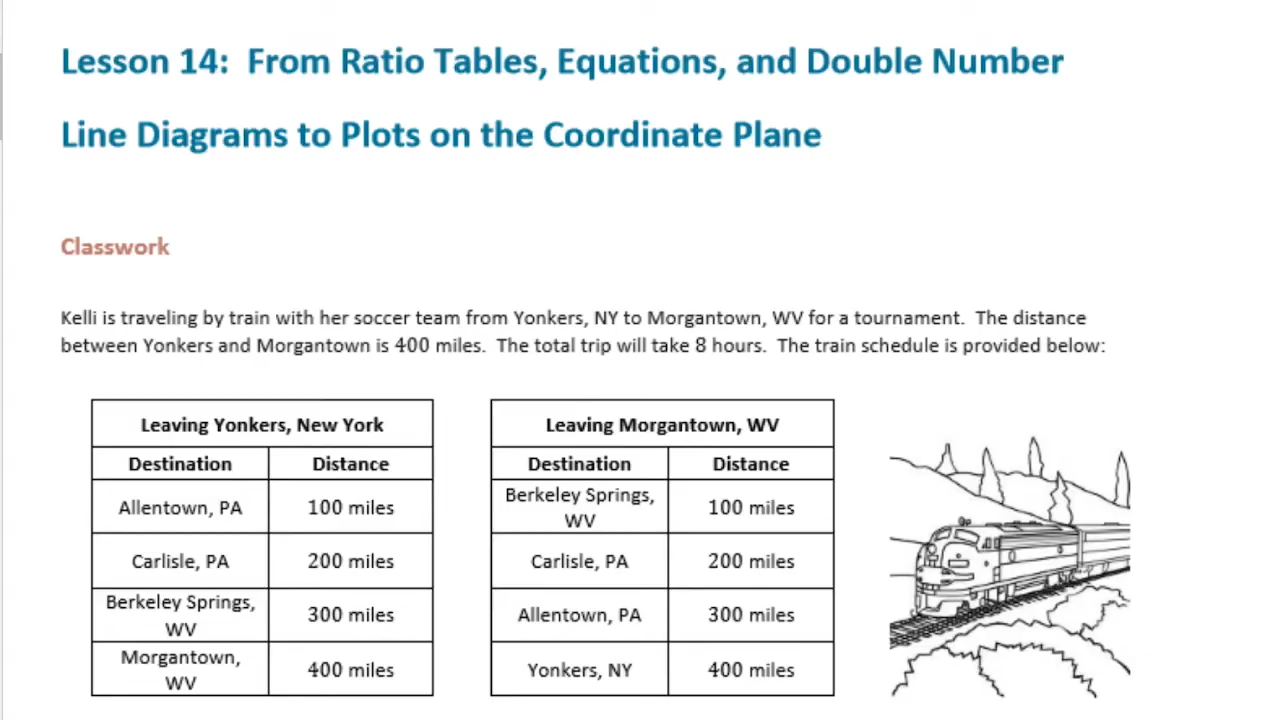 Lesson 14: From Ratio Tables, Equations, and Double Number
Line Diagrams to Plots on the Coordinate Plane
Classwork
Kelli is traveling by train with her soccer team from Yonkers, NY to Morgantown, WV for a tournament. The distance
between Yonkers and Morgantown is 400 miles. The total trip will take 8 hours. The train schedule is provided below:
Leaving Yonkers, New York
Destination Distance
Allentown, PA 100 miles
Carlisle, PA 200 miles
Berkeley Springs,
WV 300 miles
Morgantown,
WV 400 miles
Leaving Morgantown, WV
Destination Distance
Berkeley Springs,
WV 100 miles
Carlisle, PA 200 miles
Allentown, PA 300 miles
Yonkers, NY 400 miles